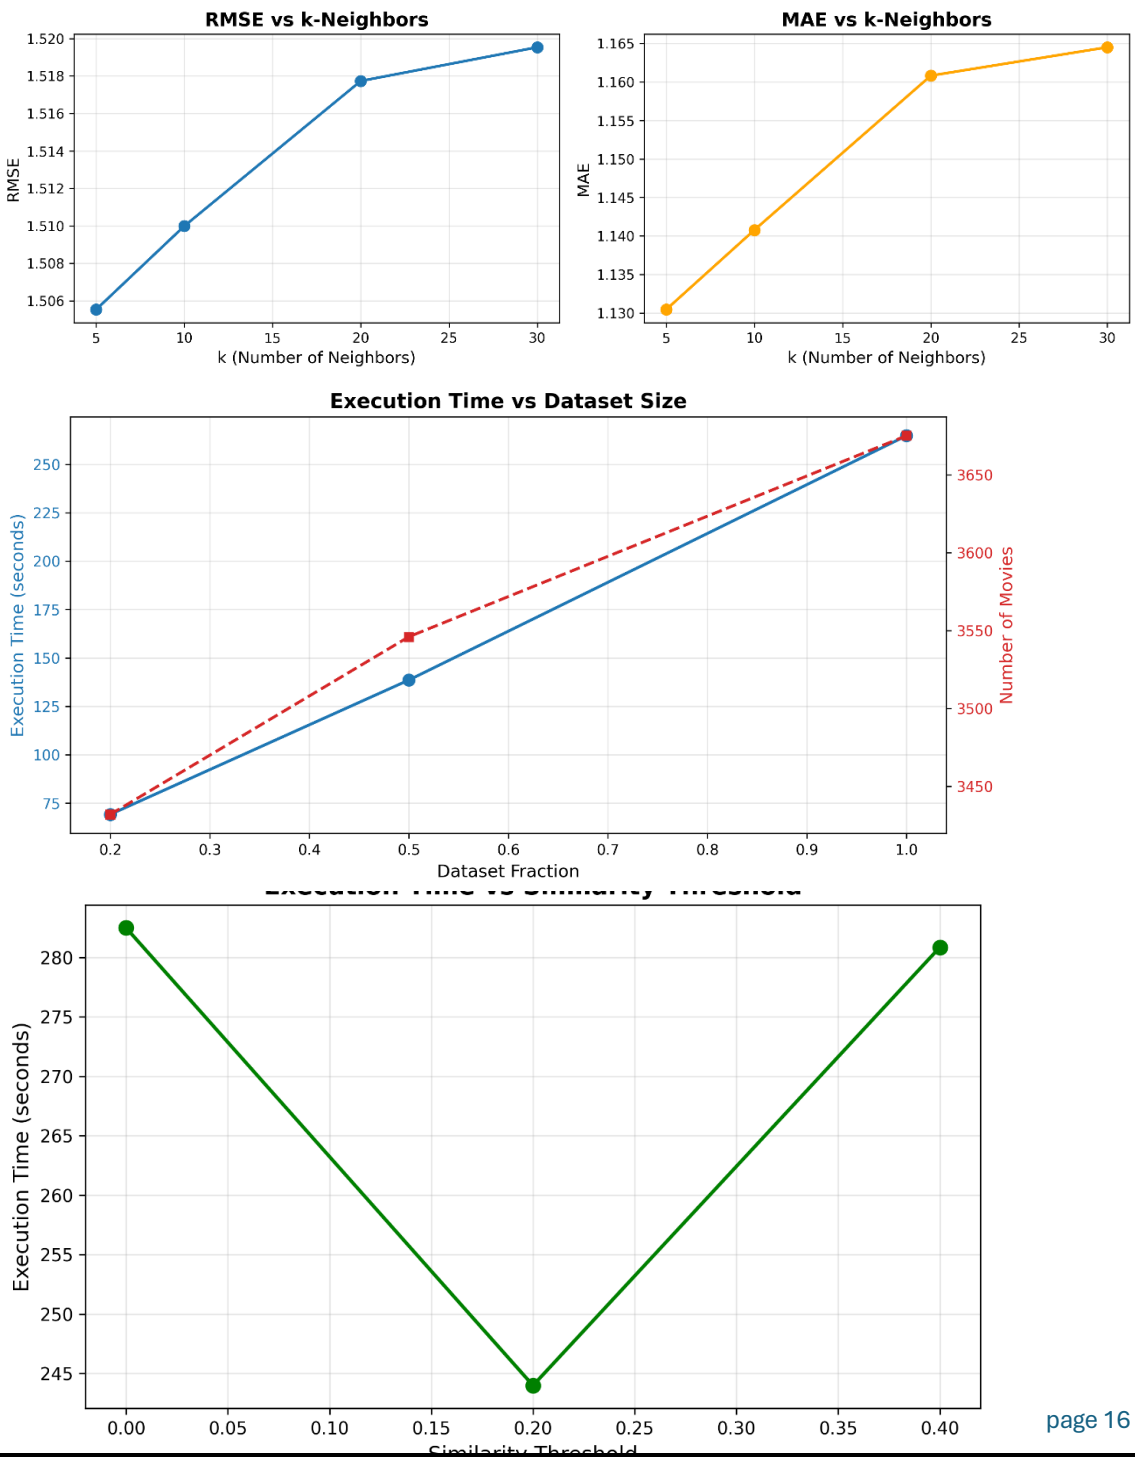 RMSE vs k-Neighbors
1.520
1.518
1.516
1.514
1.512
1.510
1.508
1.506
RMSE
5 10 15 20 25 30
k (Number of Neighbors)
MAE vs k-Neighbors
1.165
1.160
1.155
1.150
1.145
1.140
1.135
1.130
MAE
5 10 15 20 25 30
k (Number of Neighbors)
Execution Time vs Dataset Size
250
225
200
175
150
125
100
75
Execution Time (seconds)
3650
3600
3550
3500
3450
Number of Movies
0.2 0.3 0.4 0.5 0.6 0.7 0.8 0.9 1.0
Dataset Fraction
Execution Time vs Similarity Threshold
280
275
270
265
260
255
250
245
Execution Time (seconds)
0.00 0.05 0.10 0.15 0.20 0.25 0.30 0.35 0.40
Similarity Threshold
page 16